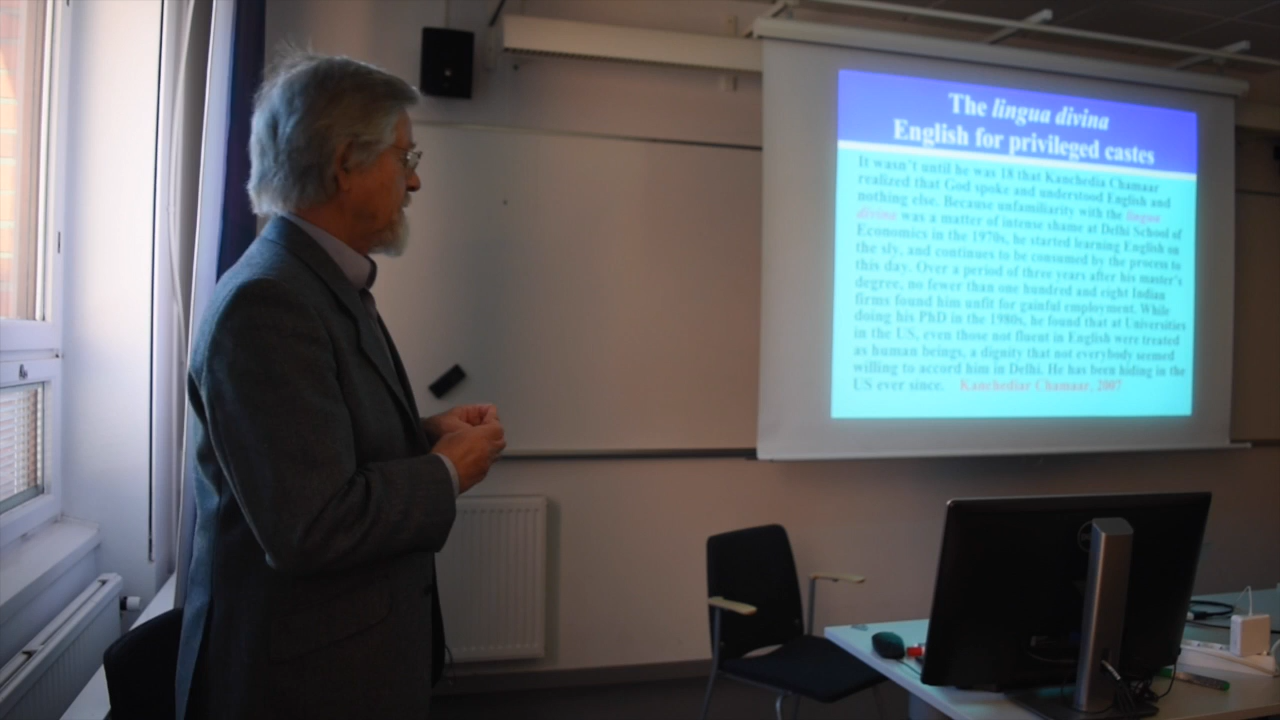 The lingua divina
English for privileged castes
It wasn't until he was 18 that Kanchedia Chamaar
realized that God spoke and understood English and
nothing else. Because unfamiliarity with the lingua
divina was a matter of intense shame at Delhi School of
Economics in the 1970s, he started learning English on
the sly, and continues to be consumed by the process to
this day. Over a period of three years after his master's
degree, no fewer than one hundred and eight Indian
firms found him unfit for gainful employment. While
doing his PhD in the 1980s, he found that at Universities
in the US, even those not fluent in English were treated
as human beings, a dignity that not everybody seemed
willing to accord him in Delhi. He has been hiding in the
US ever since. Kanchediar Chamaar, 2007